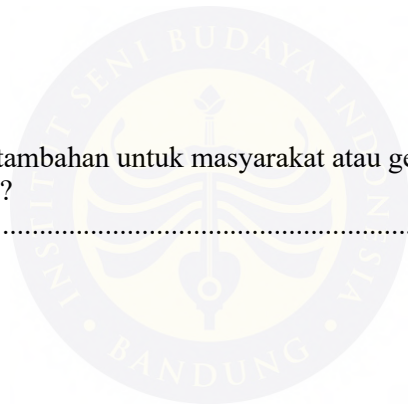 INSTITUT SENI BUDAYA INDONESIA
tambahan untuk masyarakat atau ge
?
................................................................
BANDUNG